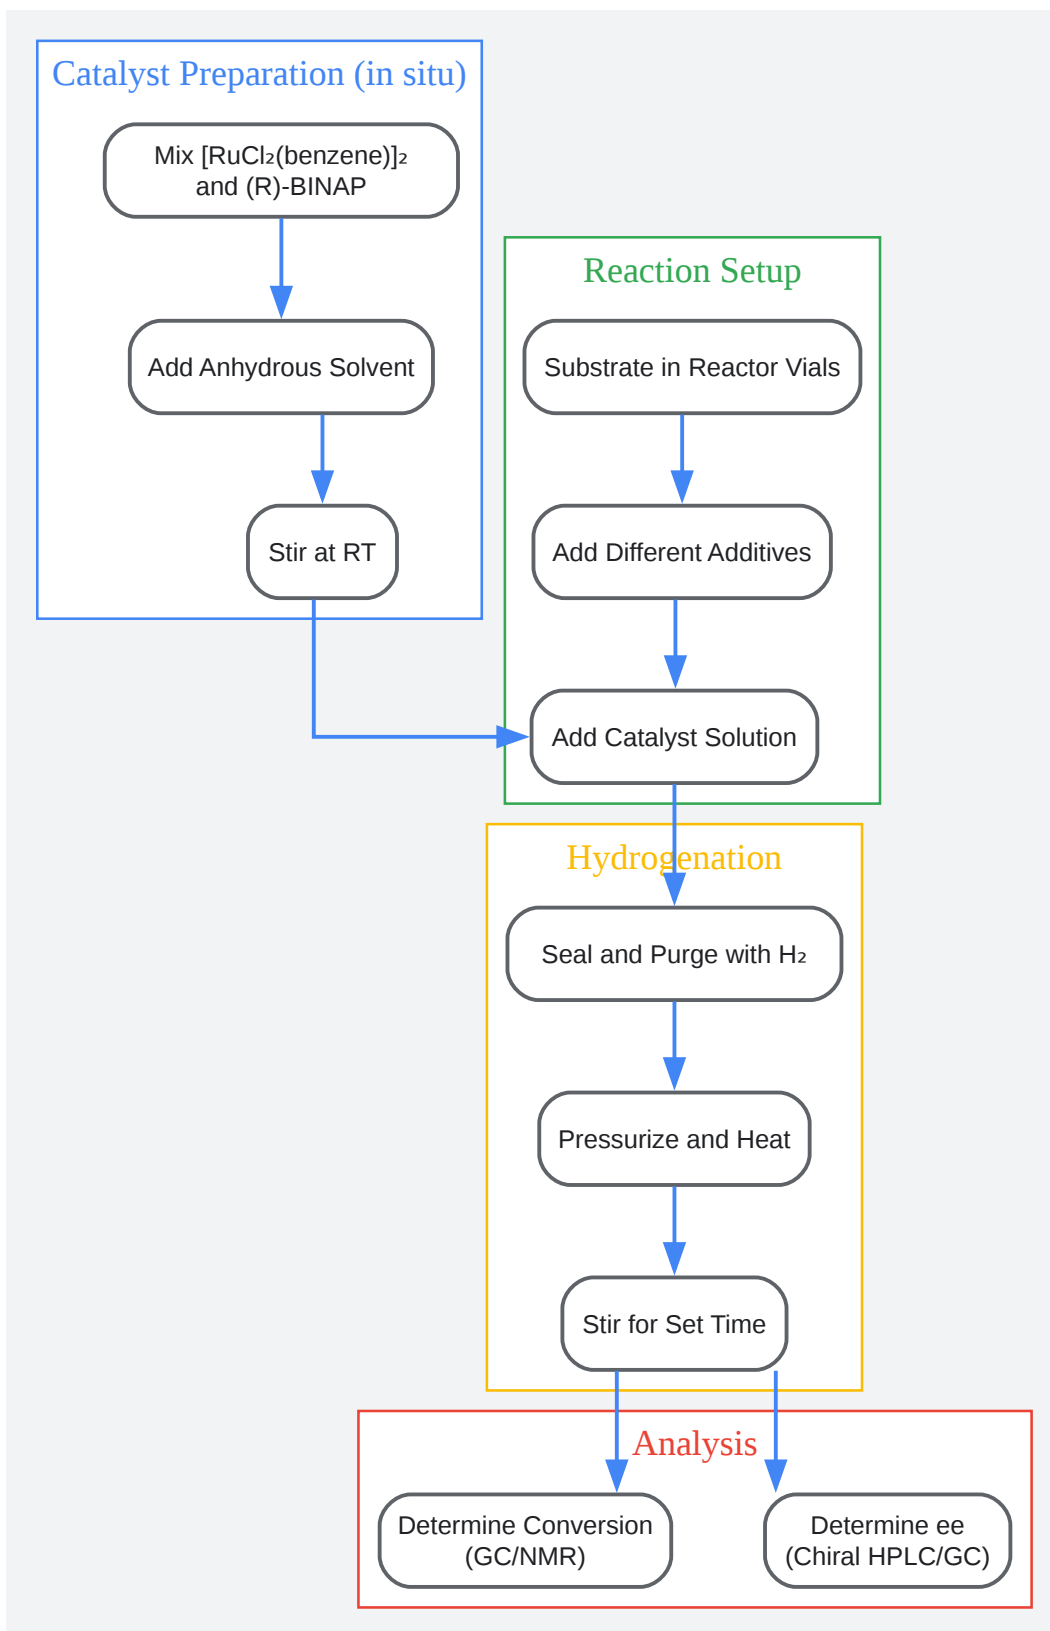 Catalyst Preparation (in situ)
Mix [RuCl₂(benzene)]₂
and (R)-BINAP
Add Anhydrous Solvent
Stir at RT
Reaction Setup
Substrate in Reactor Vials
Add Different Additives
Add Catalyst Solution
Hydrogenation
Seal and Purge with H₂
Pressurize and Heat
Stir for Set Time
Analysis
Determine Conversion
(GC/NMR)
Determine ee
(Chiral HPLC/GC)